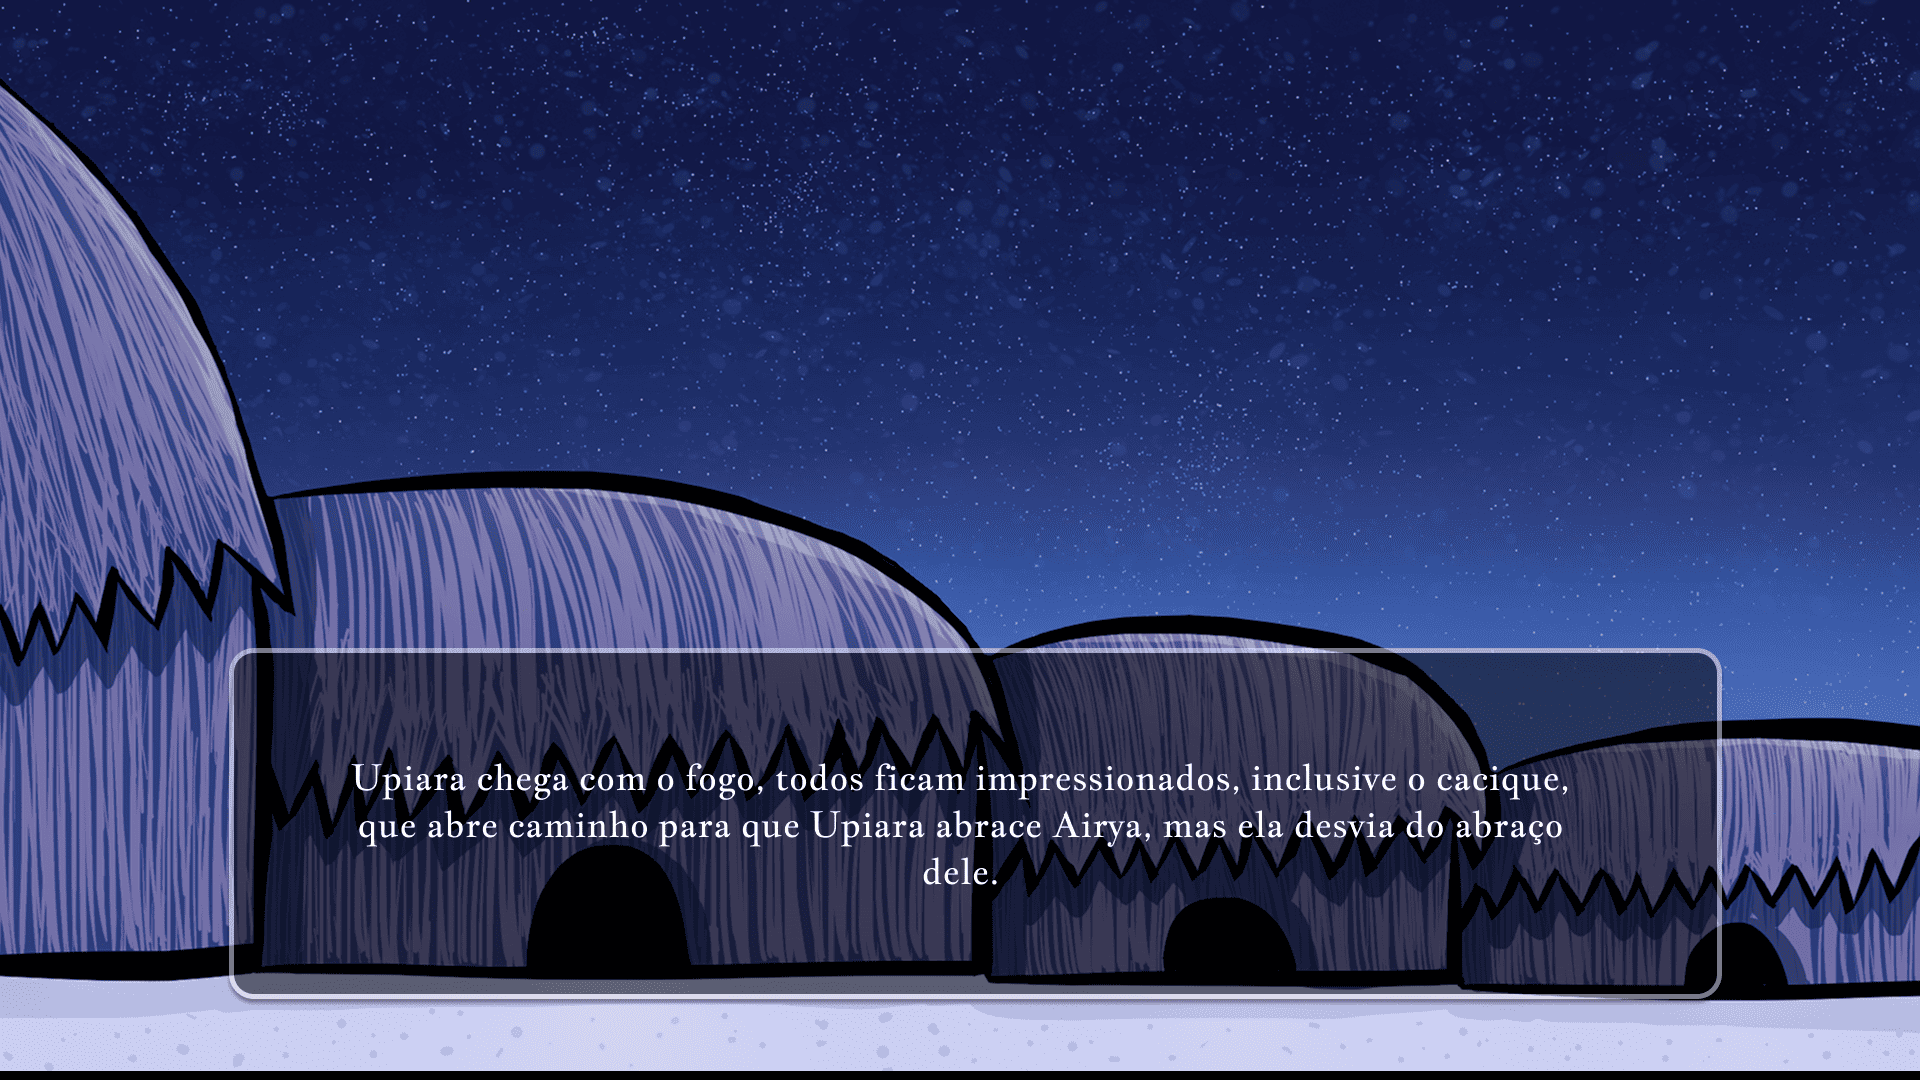 Upiara chega com o fogo, todos ficam impressionados, inclusive o cacique,
que abre caminho para que Upiara abrace Airya, mas ela desvia do abraço
dele.